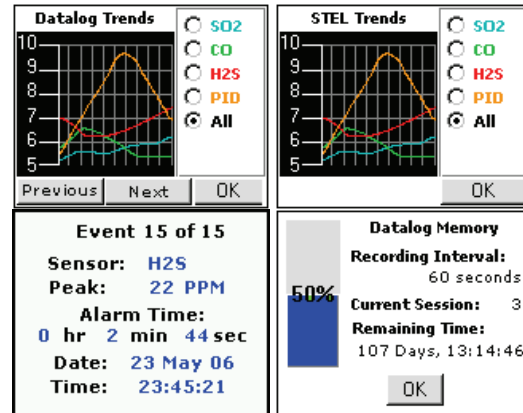 Datalog Trends
10
9
8
7
6
5
SO2
CO
H2S
PID
All
Previous
Next
OK
STEL Trends
10
9
8
7
6
5
SO2
CO
H2S
PID
All
OK
Event 15 of 15
Sensor: H2S
Peak: 22 PPM
Alarm Time:
0 hr 2 min 44 sec
Date: 23 May 06
Time: 23:45:21
Datalog Memory
50%
Recording Interval:
60 seconds
Current Session: 3
Remaining Time:
107 Days, 13:14:46
OK